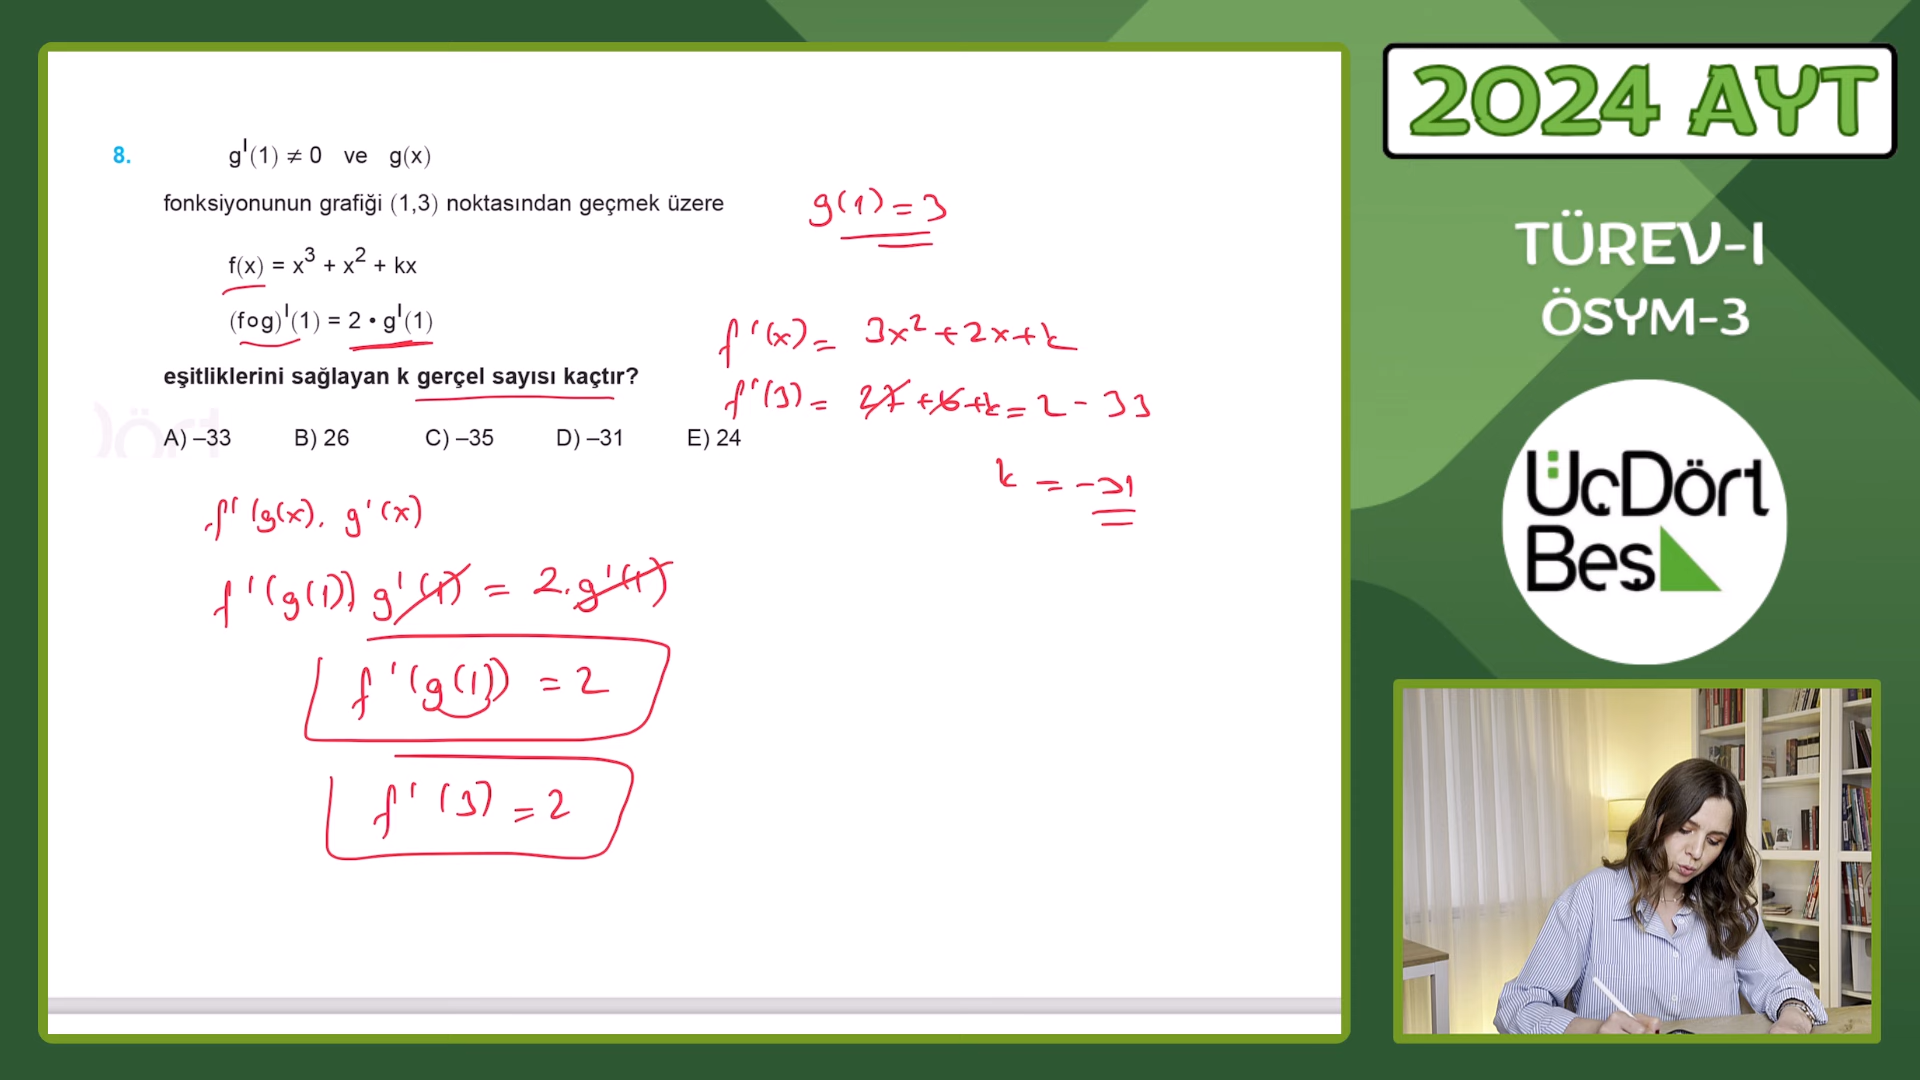 8. g'(1) ≠ 0 ve g(x)
fonksiyonunun grafiği (1,3) noktasından geçmek üzere
f(x) = x³ + x² + kx
(fog)'(1) = 2 • g'(1)
eşitliklerini sağlayan k gerçel sayısı kaçtır?
A) –33 B) 26 C) –35 D) –31 E) 24
g(1) = 3
f'(x) = 3x² + 2x + k
f'(3) = 27 + 6 + k = 2 - 33
k = -31
f'(g(x). g'(x)
f'(g(1)) g'(1) = 2. g'(1)
f'(g(1)) = 2
f'(3) = 2
2024 AYT
TÜREV-I
ÖSYM-3
ÜçDört
Beş